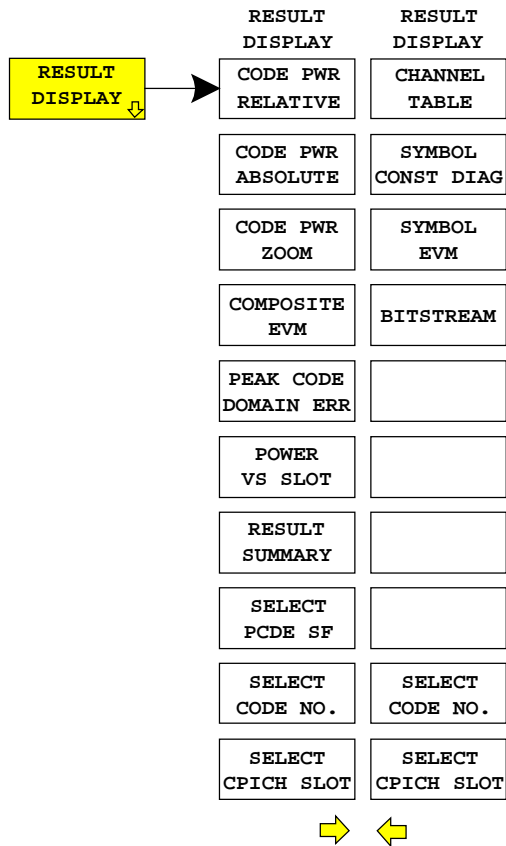 RESULT
DISPLAY
RESULT
DISPLAY
CODE PWR
RELATIVE
CODE PWR
ABSOLUTE
CODE PWR
ZOOM
COMPOSITE
EVM
PEAK CODE
DOMAIN ERR
POWER
VS SLOT
RESULT
SUMMARY
SELECT
PCDE SF
SELECT
CODE NO.
SELECT
CPICH SLOT
RESULT
DISPLAY
CHANNEL
TABLE
SYMBOL
CONST DIAG
SYMBOL
EVM
BITSTREAM
SELECT
CODE NO.
SELECT
CPICH SLOT